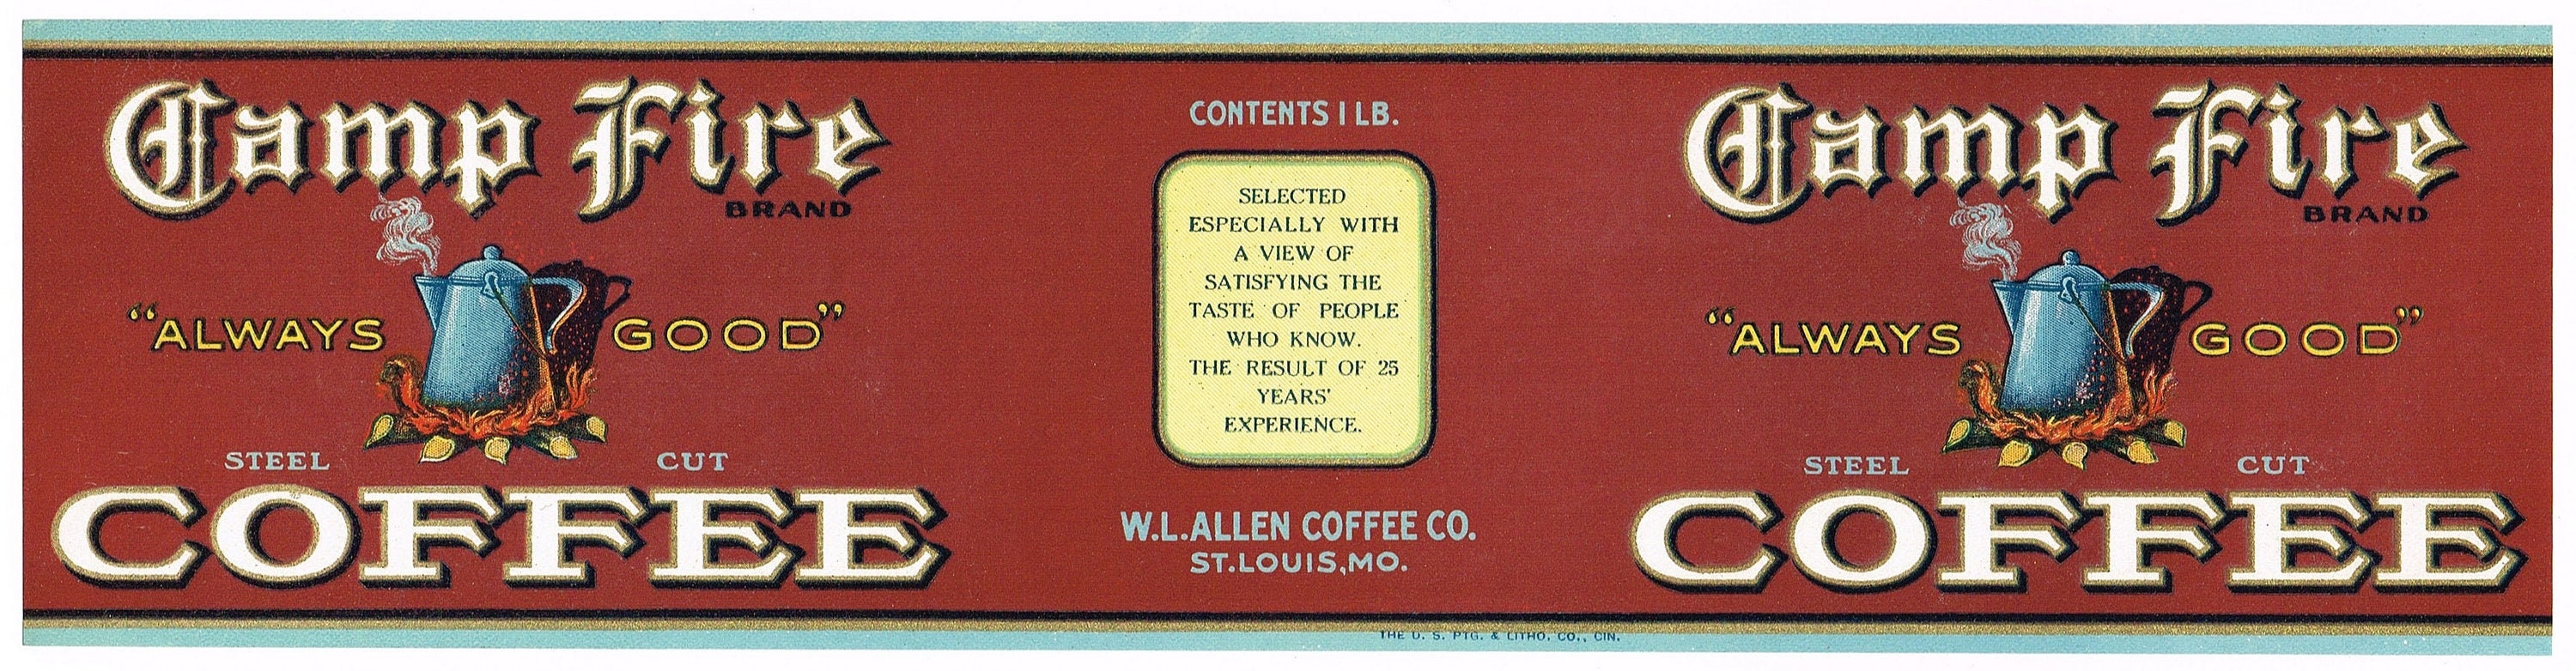 Camp Fire
BRAND
"ALWAYS GOOD"
STEEL CUT
COFFEE
CONTENTS 1 LB.
SELECTED
ESPECIALLY WITH
A VIEW OF
SATISFYING THE
TASTE OF PEOPLE
WHO KNOW.
THE RESULT OF 25
YEARS'
EXPERIENCE.
W.L.ALLEN COFFEE CO.
ST.LOUIS,MO.
Camp Fire
BRAND
"ALWAYS GOOD"
STEEL CUT
COFFEE
THE U. S. PTG. & LITHO. CO., CIN.